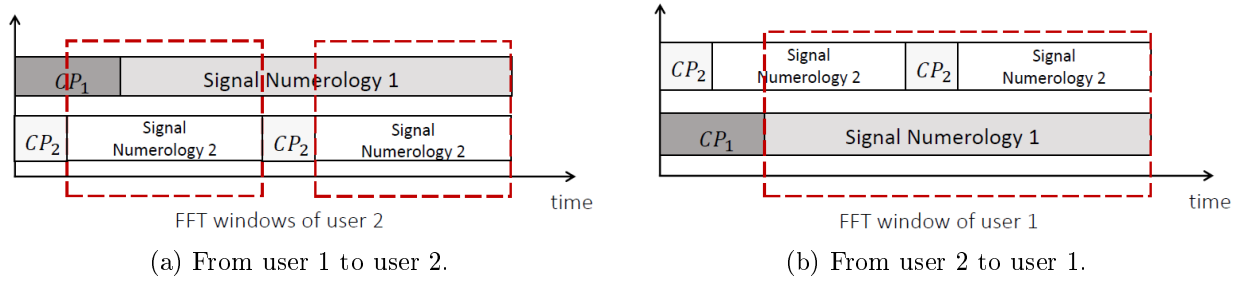 CP₁
Signal Numerology 1
CP₂
Signal
Numerology 2
CP₂
Signal
Numerology 2
time
FFT windows of user 2
(a) From user 1 to user 2.
CP₂
Signal
Numerology 2
CP₂
Signal
Numerology 2
CP₁
Signal Numerology 1
time
FFT window of user 1
(b) From user 2 to user 1.